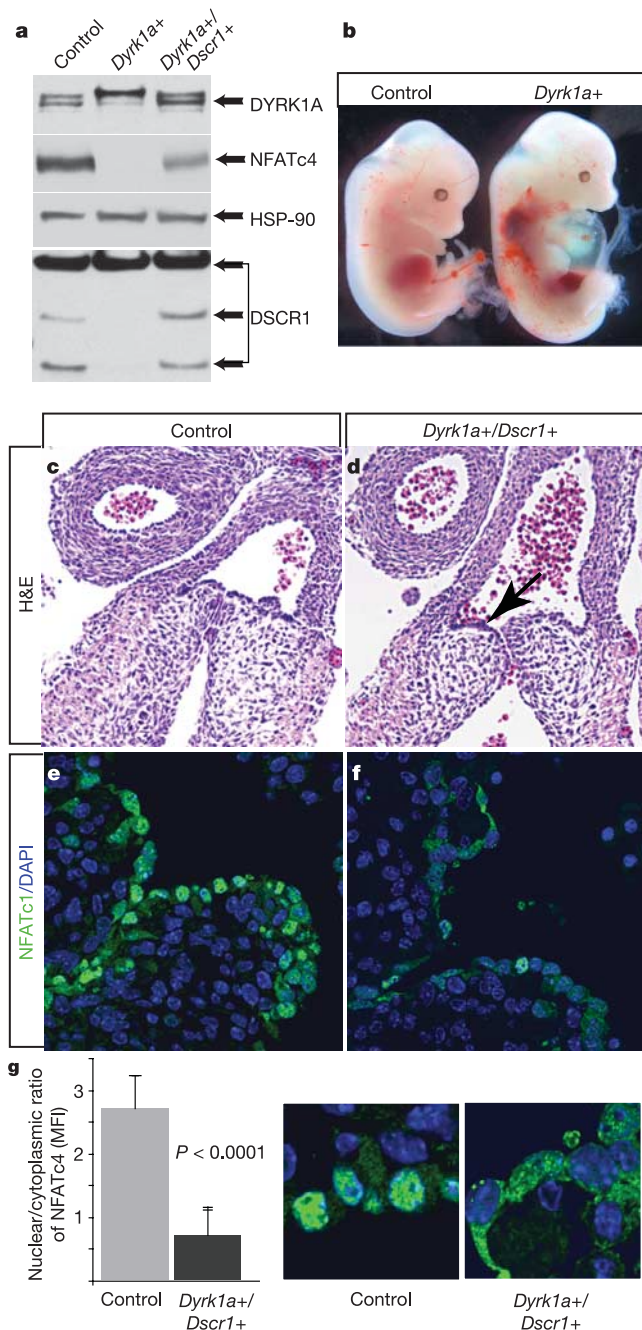 a
Control
Dyrk1a+
Dyrk1a+/
Dscr1+
DYRK1A
NFATc4
HSP-90
DSCR1
b
Control
Dyrk1a+
Control
Dyrk1a+/Dscr1+
H&E
c
d
NFATc1/DAPI
e
f
g
Nuclear/cytoplasmic ratio
of NFATc4 (MFI)
3
2
1
P < 0.0001
Control
Dyrk1a+/
Dscr1+
Control
Dyrk1a+/
Dscr1+